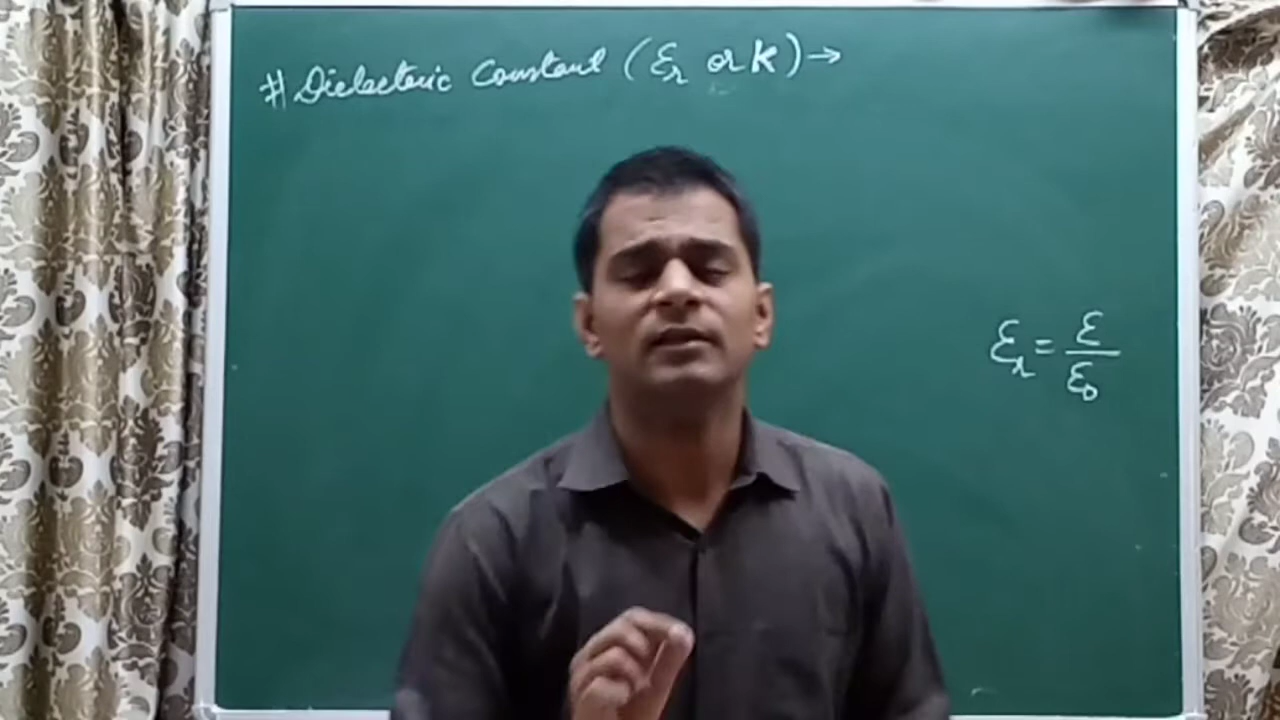 # Dielectric Constant (εr or K) →
εr = ε/ε0